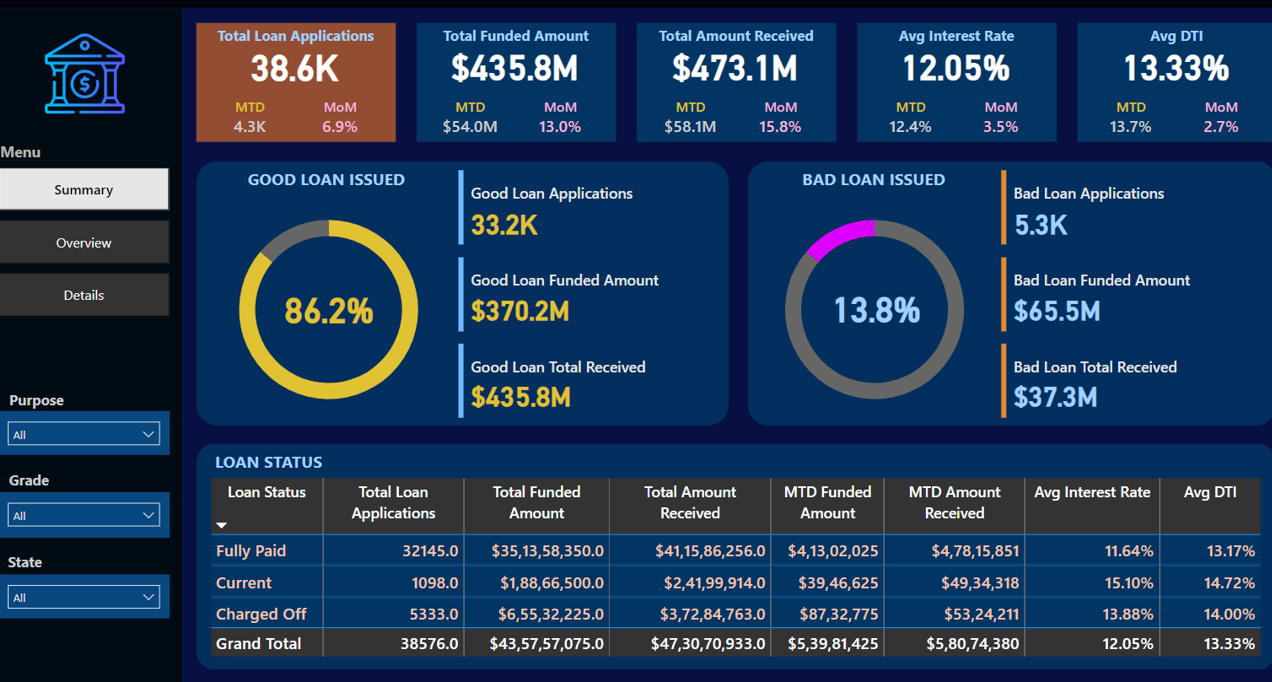 Total Loan Applications
38.6K
MTD MoM
4.3K 6.9%
Total Funded Amount
$435.8M
MTD MoM
$54.0M 13.0%
Total Amount Received
$473.1M
MTD MoM
$58.1M 15.8%
Avg Interest Rate
12.05%
MTD MoM
12.4% 3.5%
Avg DTI
13.33%
MTD MoM
13.7% 2.7%
Menu
Summary
Overview
Details
Purpose
All
Grade
All
State
All
GOOD LOAN ISSUED
86.2%
Good Loan Applications
33.2K
Good Loan Funded Amount
$370.2M
Good Loan Total Received
$435.8M
BAD LOAN ISSUED
13.8%
Bad Loan Applications
5.3K
Bad Loan Funded Amount
$65.5M
Bad Loan Total Received
$37.3M
LOAN STATUS
Loan Status Total Loan Applications Total Funded Amount Total Amount Received MTD Funded Amount MTD Amount Received Avg Interest Rate Avg DTI
Fully Paid 32145.0 $35,13,58,350.0 $41,15,86,256.0 $4,13,02,025 $4,78,15,851 11.64% 13.17%
Current 1098.0 $1,88,66,500.0 $2,41,99,914.0 $39,46,625 $49,34,318 15.10% 14.72%
Charged Off 5333.0 $6,55,32,225.0 $3,72,84,763.0 $87,32,775 $53,24,211 13.88% 14.00%
Grand Total 38576.0 $43,57,57,075.0 $47,30,70,933.0 $5,39,81,425 $5,80,74,380 12.05% 13.33%